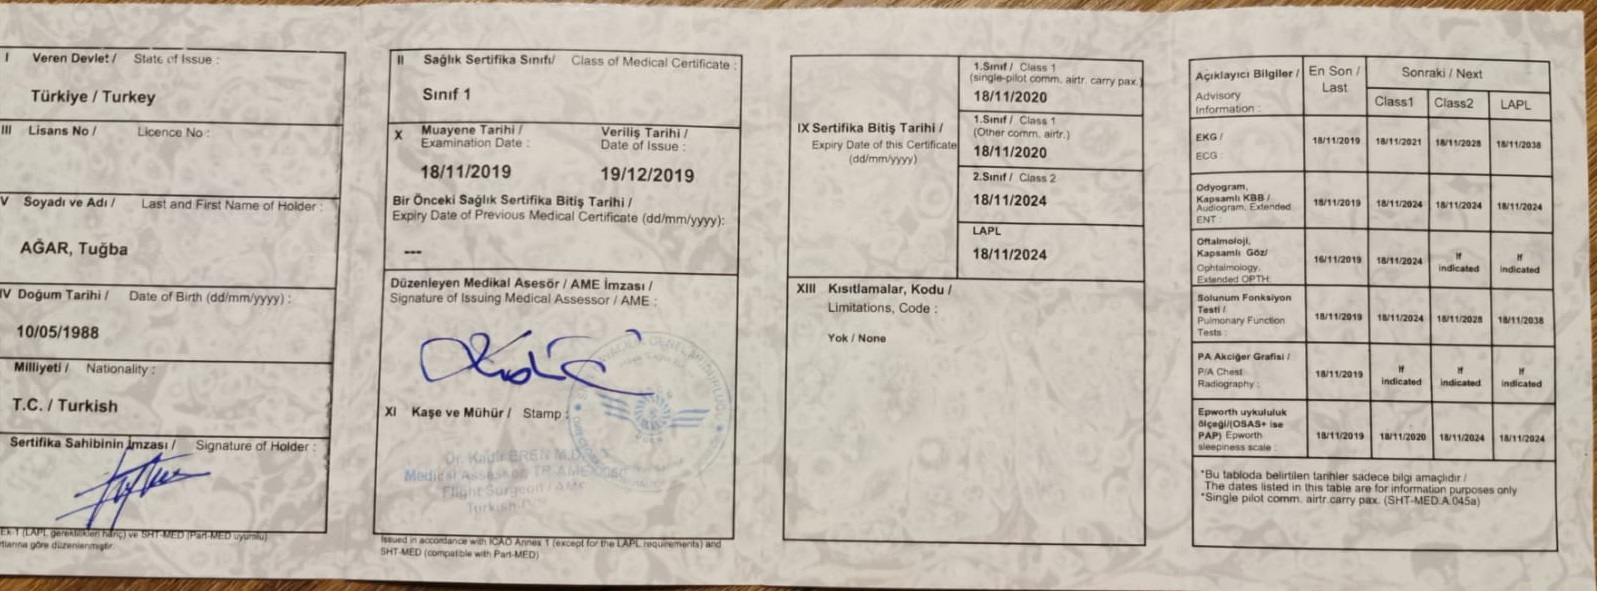 I Veren Devlet / State of Issue :
Türkiye / Turkey
III Lisans No / Licence No :
V Soyadı ve Adı / Last and First Name of Holder :
AĞAR, Tuğba
IV Doğum Tarihi / Date of Birth (dd/mm/yyyy) :
10/05/1988
Milliyeti / Nationality :
T.C. / Turkish
Sertifika Sahibinin İmzası / Signature of Holder :
Ek-1 (LAPL gereklilikleri hariç) ve SHT-MED (Part-MED uyumlu)
göre düzenlenmiştir.
II Sağlık Sertifika Sınıfı/ Class of Medical Certificate :
Sınıf 1
X Muayene Tarihi / Veriliş Tarihi /
Examination Date : Date of Issue :
18/11/2019 19/12/2019
Bir Önceki Sağlık Sertifika Bitiş Tarihi /
Expiry Date of Previous Medical Certificate (dd/mm/yyyy):
---
Düzenleyen Medikal Asesör / AME İmzası /
Signature of Issuing Medical Assessor / AME :
XI Kaşe ve Mühür / Stamp :
Dr. Kadir EREN M.D.
Medical Assessor TR.AME
Flight Surgeon / AME
Issued in accordance with ICAO Annex 1 (except for the LAPL requirements) and
SHT-MED (compatible with Part-MED)
IX Sertifika Bitiş Tarihi /
Expiry Date of this Certificate
(dd/mm/yyyy)
1.Sınıf / Class 1
(single-pilot comm. airtr. carry pax.)
18/11/2020
1.Sınıf / Class 1
(Other comm. airtr.)
18/11/2020
2.Sınıf / Class 2
18/11/2024
LAPL
18/11/2024
XIII Kısıtlamalar, Kodu /
Limitations, Code :
Yok / None
Açıklayıcı Bilgiler /
Advisory
Information :
En Son /
Last
Sonraki / Next
Class1 Class2 LAPL
EKG /
ECG :
18/11/2019 18/11/2021 18/11/2028 18/11/2038
Odyogram,
Kapsamlı KBB /
Audiogram, Extended
ENT :
18/11/2019 18/11/2024 18/11/2024 18/11/2024
Oftalmoloji,
Kapsamlı Göz/
Ophtalmology,
Extended OPTH:
18/11/2019 18/11/2024 If indicated If indicated
Solunum Fonksiyon
Testi /
Pulmonary Function
Tests :
18/11/2019 18/11/2024 18/11/2028 18/11/2038
PA Akciğer Grafisi /
P/A Chest
Radiography :
18/11/2019 If indicated If indicated If indicated
Epworth uykululuk
ölçeği/(OSAS+ ise
PAP) Epworth
sleepiness scale :
18/11/2019 18/11/2020 18/11/2024 18/11/2024
*Bu tabloda belirtilen tarihler sadece bilgi amaçlıdır /
The dates listed in this table are for information purposes only
*Single pilot comm. airtr.carry pax. (SHT-MED.A.045a)